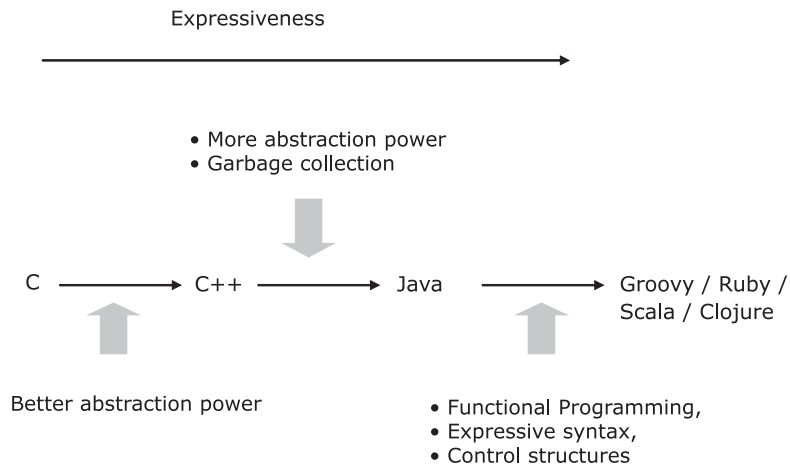 Expressiveness
• More abstraction power
• Garbage collection
C
C++
Java
Groovy / Ruby /
Scala / Clojure
Better abstraction power
• Functional Programming,
• Expressive syntax,
• Control structures